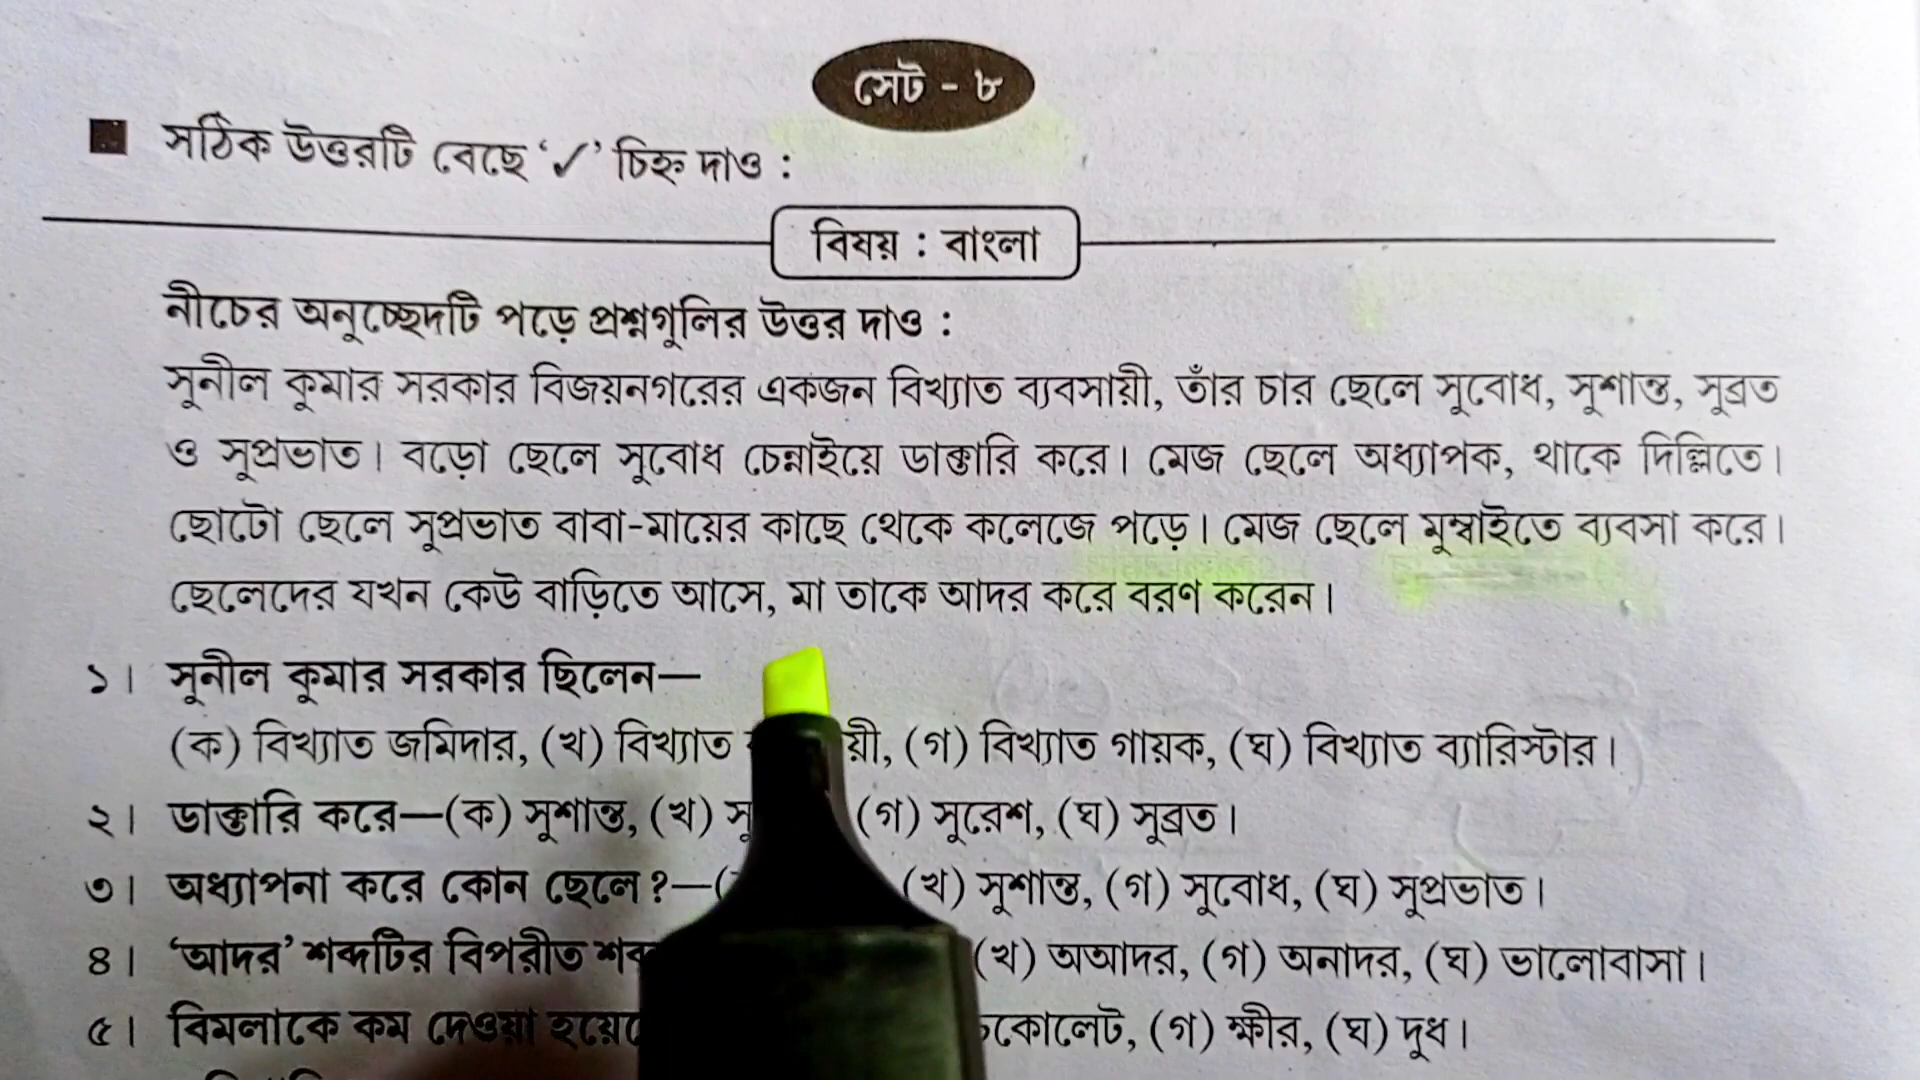 সেট - ৮
সঠিক উত্তরটি বেছে ‘✓’ চিহ্ন দাও :
বিষয় : বাংলা
নীচের অনুচ্ছেদটি পড়ে প্রশ্নগুলির উত্তর দাও :
সুনীল কুমার সরকার বিজয়নগরের একজন বিখ্যাত ব্যবসায়ী, তাঁর চার ছেলে সুবোধ, সুশান্ত, সুব্রত
ও সুপ্রভাত। বড়ো ছেলে সুবোধ চেন্নাইয়ে ডাক্তারি করে। মেজ ছেলে অধ্যাপক, থাকে দিল্লিতে।
ছোটো ছেলে সুপ্রভাত বাবা-মায়ের কাছে থেকে কলেজে পড়ে। মেজ ছেলে মুম্বাইতে ব্যবসা করে।
ছেলেদের যখন কেউ বাড়িতে আসে, মা তাকে আদর করে বরণ করেন।
১। সুনীল কুমার সরকার ছিলেন—
(ক) বিখ্যাত জমিদার, (খ) বিখ্যাত য়ী, (গ) বিখ্যাত গায়ক, (ঘ) বিখ্যাত ব্যারিস্টার।
২। ডাক্তারি করে—(ক) সুশান্ত, (খ) সু (গ) সুরেশ, (ঘ) সুব্রত।
৩। অধ্যাপনা করে কোন ছেলে?—( (খ) সুশান্ত, (গ) সুবোধ, (ঘ) সুপ্রভাত।
৪। ‘আদর’ শব্দটির বিপরীত (খ) অআদর, (গ) অনাদর, (ঘ) ভালোবাসা।
৫। বিমলাকে কম দেওয়া কোলেট, (গ) ক্ষীর, (ঘ) দুধ।